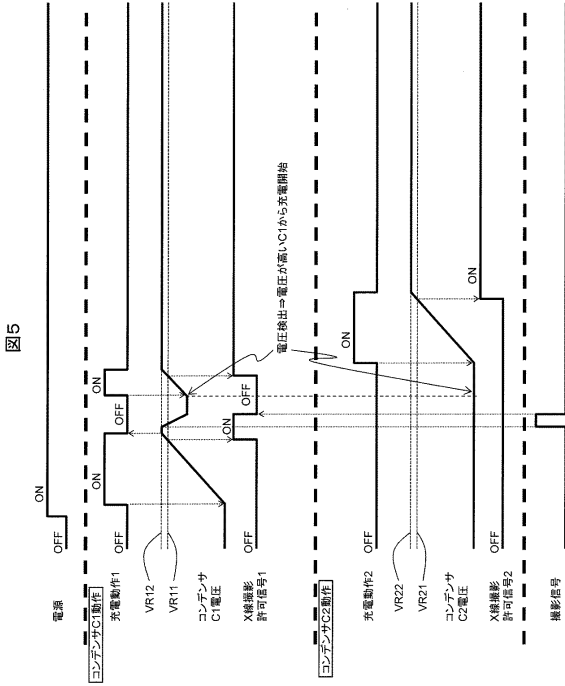 図5
電源
OFF
ON
コンデンサC1動作
充電動作1
OFF
ON
OFF
ON
VR12
VR11
コンデンサ
C1電圧
X線撮影
許可信号1
OFF
ON
OFF
電圧検出⇒電圧が高いC1から充電開始
コンデンサC2動作
充電動作2
OFF
ON
VR22
VR21
コンデンサ
C2電圧
X線撮影
許可信号2
OFF
ON
撮影信号